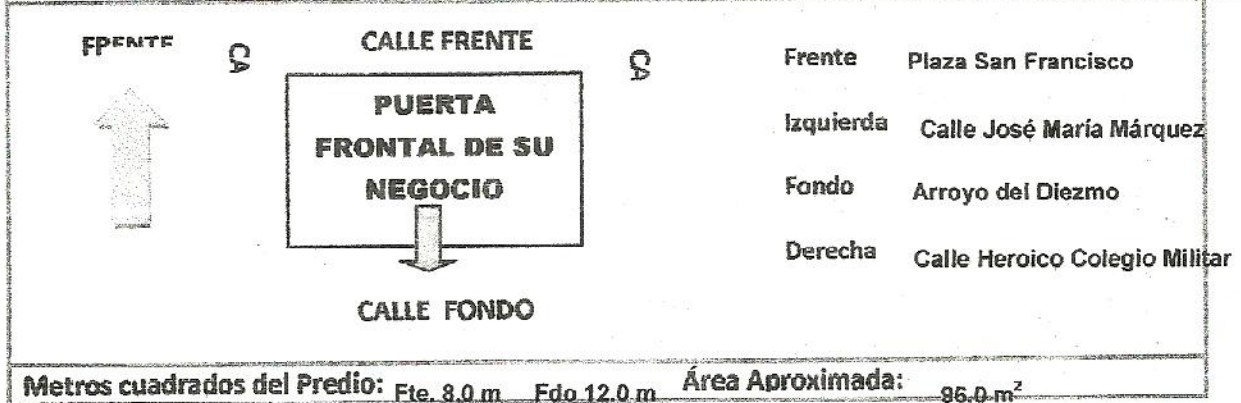 FRENTE
CA
CALLE FRENTE
CA
PUERTA
FRONTAL DE SU
NEGOCIO
CALLE FONDO
Frente Plaza San Francisco
Izquierda Calle José María Márquez
Fondo Arroyo del Diezmo
Derecha Calle Heroico Colegio Militar
Metros cuadrados del Predio: Fte. 8.0 m Fdo 12.0 m Área Aproximada: 96.0 m²